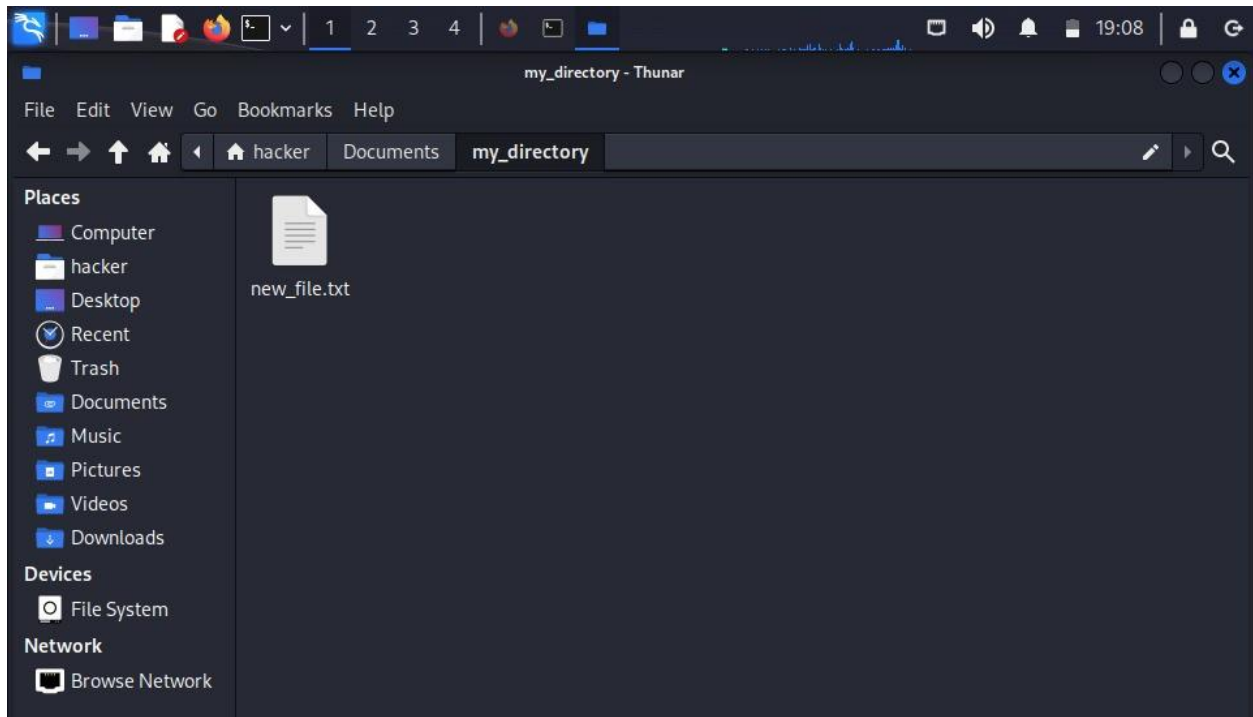 1 2 3 4 19:08
my_directory - Thunar
File Edit View Go Bookmarks Help
hacker Documents my_directory
Places
Computer
hacker
Desktop
Recent
Trash
Documents
Music
Pictures
Videos
Downloads
Devices
File System
Network
Browse Network
new_file.txt